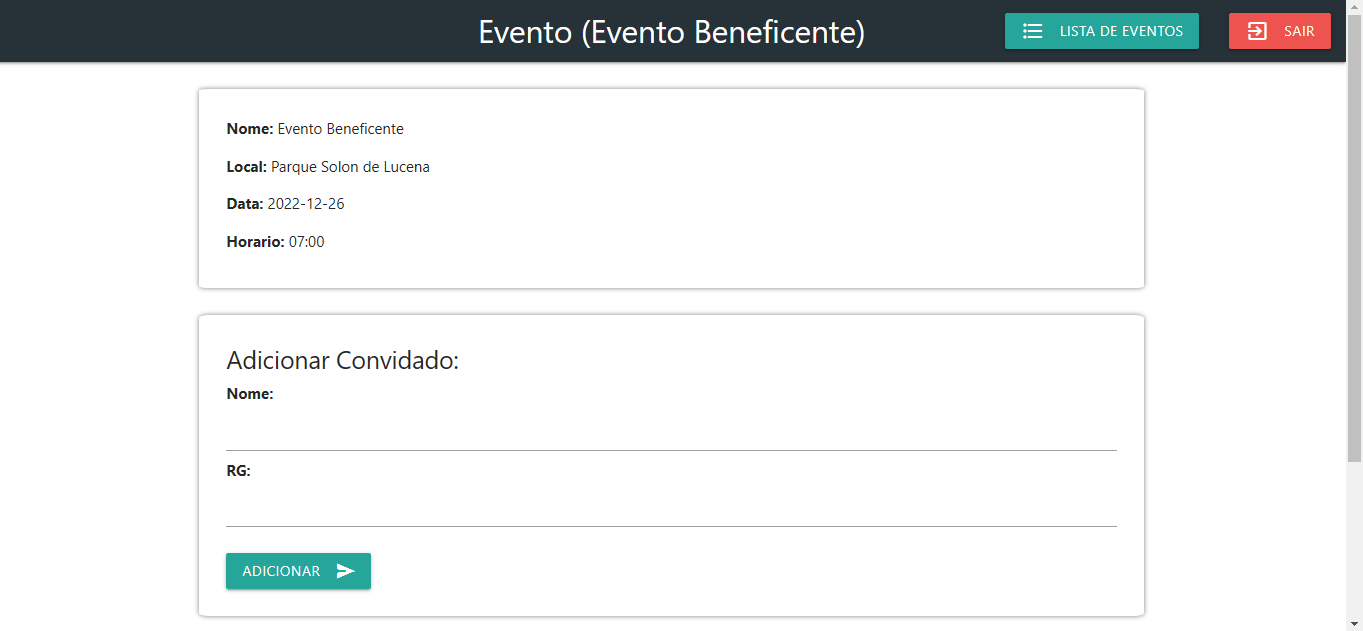 Evento (Evento Beneficente)
LISTA DE EVENTOS
SAIR
Nome: Evento Beneficente
Local: Parque Solon de Lucena
Data: 2022-12-26
Horario: 07:00
Adicionar Convidado:
Nome:
RG:
ADICIONAR